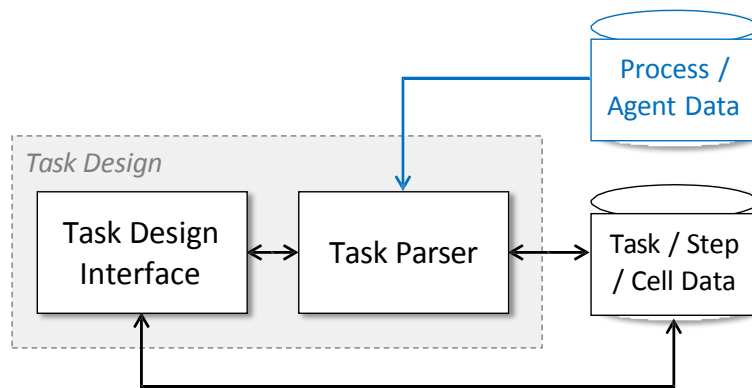 Process /
Agent Data
Task Design
Task Design
Interface
Task Parser
Task / Step
/ Cell Data